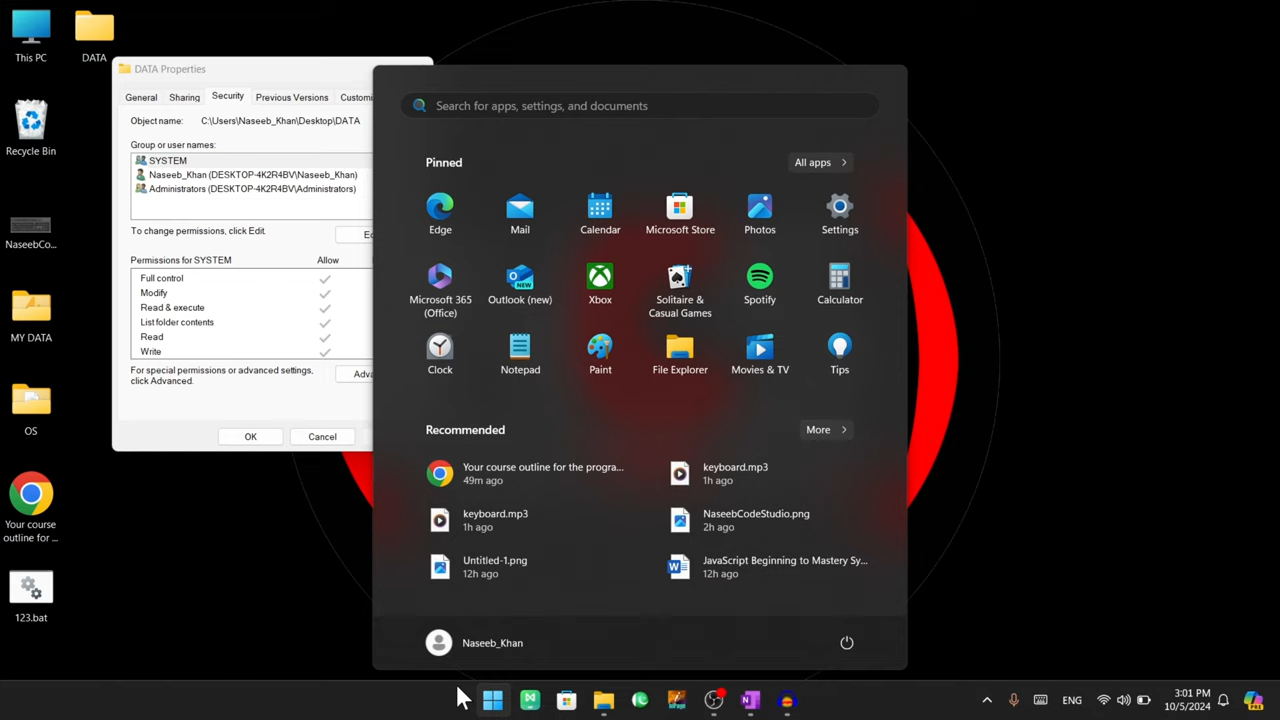 This PC
DATA
Recycle Bin
NaseebCo...
MY DATA
OS
Your course
outline for ...
123.bat
DATA Properties
General
Sharing
Security
Previous Versions
Customi
Object name:
C:\Users\Naseeb_Khan\Desktop\DATA
Group or user names:
SYSTEM
Naseeb_Khan (DESKTOP-4K2R4BV\Naseeb_Khan)
Administrators (DESKTOP-4K2R4BV\Administrators)
To change permissions, click Edit.
Ed
Permissions for SYSTEM
Allow
Full control
Modify
Read & execute
List folder contents
Read
Write
For special permissions or advanced settings,
click Advanced.
Adva
OK
Cancel
Search for apps, settings, and documents
Pinned
All apps
Edge
Mail
Calendar
Microsoft Store
Photos
Settings
Microsoft 365
(Office)
Outlook (new)
NEW
Xbox
Solitaire &
Casual Games
Spotify
Calculator
Clock
Notepad
Paint
File Explorer
Movies & TV
Tips
Recommended
More
Your course outline for the progra...
49m ago
keyboard.mp3
1h ago
keyboard.mp3
1h ago
NaseebCodeStudio.png
2h ago
Untitled-1.png
12h ago
JavaScript Beginning to Mastery Sy...
12h ago
Naseeb_Khan
ENG
3:01 PM
10/5/2024